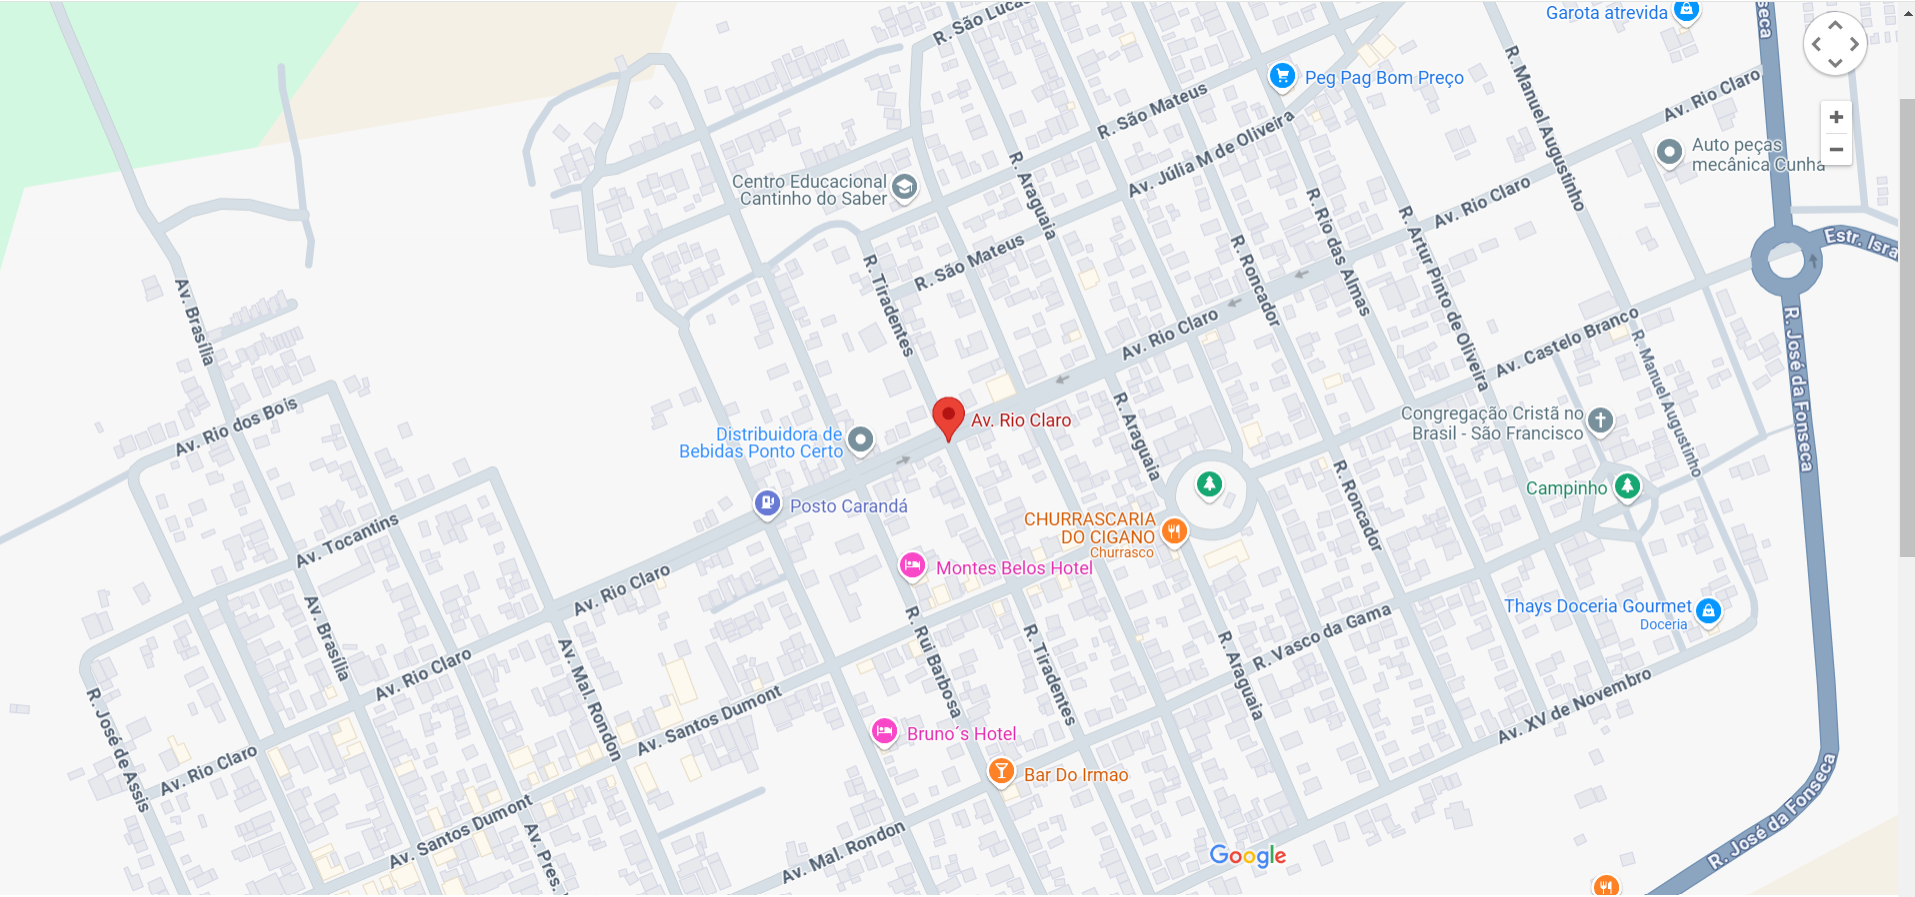 R. São Lucas
Garota atrevida
seca
R. Manuel Augustinho
Peg Pag Bom Preço
Av. Rio Claro
R. São Mateus
Av. Júlia M de Oliveira
Auto peças
mecânica Cunha
R. Araguaia
Centro Educacional
Cantinho do Saber
Av. Rio Claro
R. Rio das Almas
R. Artur Pinto de Oliveira
R. Roncador
Estr. Isra
R. São Mateus
R. Tiradentes
Av. Brasília
Av. Rio Claro
Av. Castelo Branco
R. José da Fonseca
R. Manuel Augustinho
Av. Rio dos Bois
Av. Rio Claro
R. Araguaia
Congregação Cristã no
Brasil - São Francisco
Distribuidora de
Bebidas Ponto Certo
R. Roncador
Campinho
Posto Carandá
Av. Tocantins
CHURRASCARIA
DO CIGANO
Churrasco
Montes Belos Hotel
Av. Rio Claro
Av. Brasília
Thays Doceria Gourmet
Doceria
R. Rui Barbosa
R. Tiradentes
R. Vasco da Gama
R. Araguaia
Av. Mal. Rondon
Av. Rio Claro
R. José de Assis
Av. Santos Dumont
Av. XV de Novembro
Bruno´s Hotel
Av. Rio Claro
Bar Do Irmao
R. José da Fonseca
Av. Santos Dumont
Av. Pres.
Av. Mal. Rondon
Google